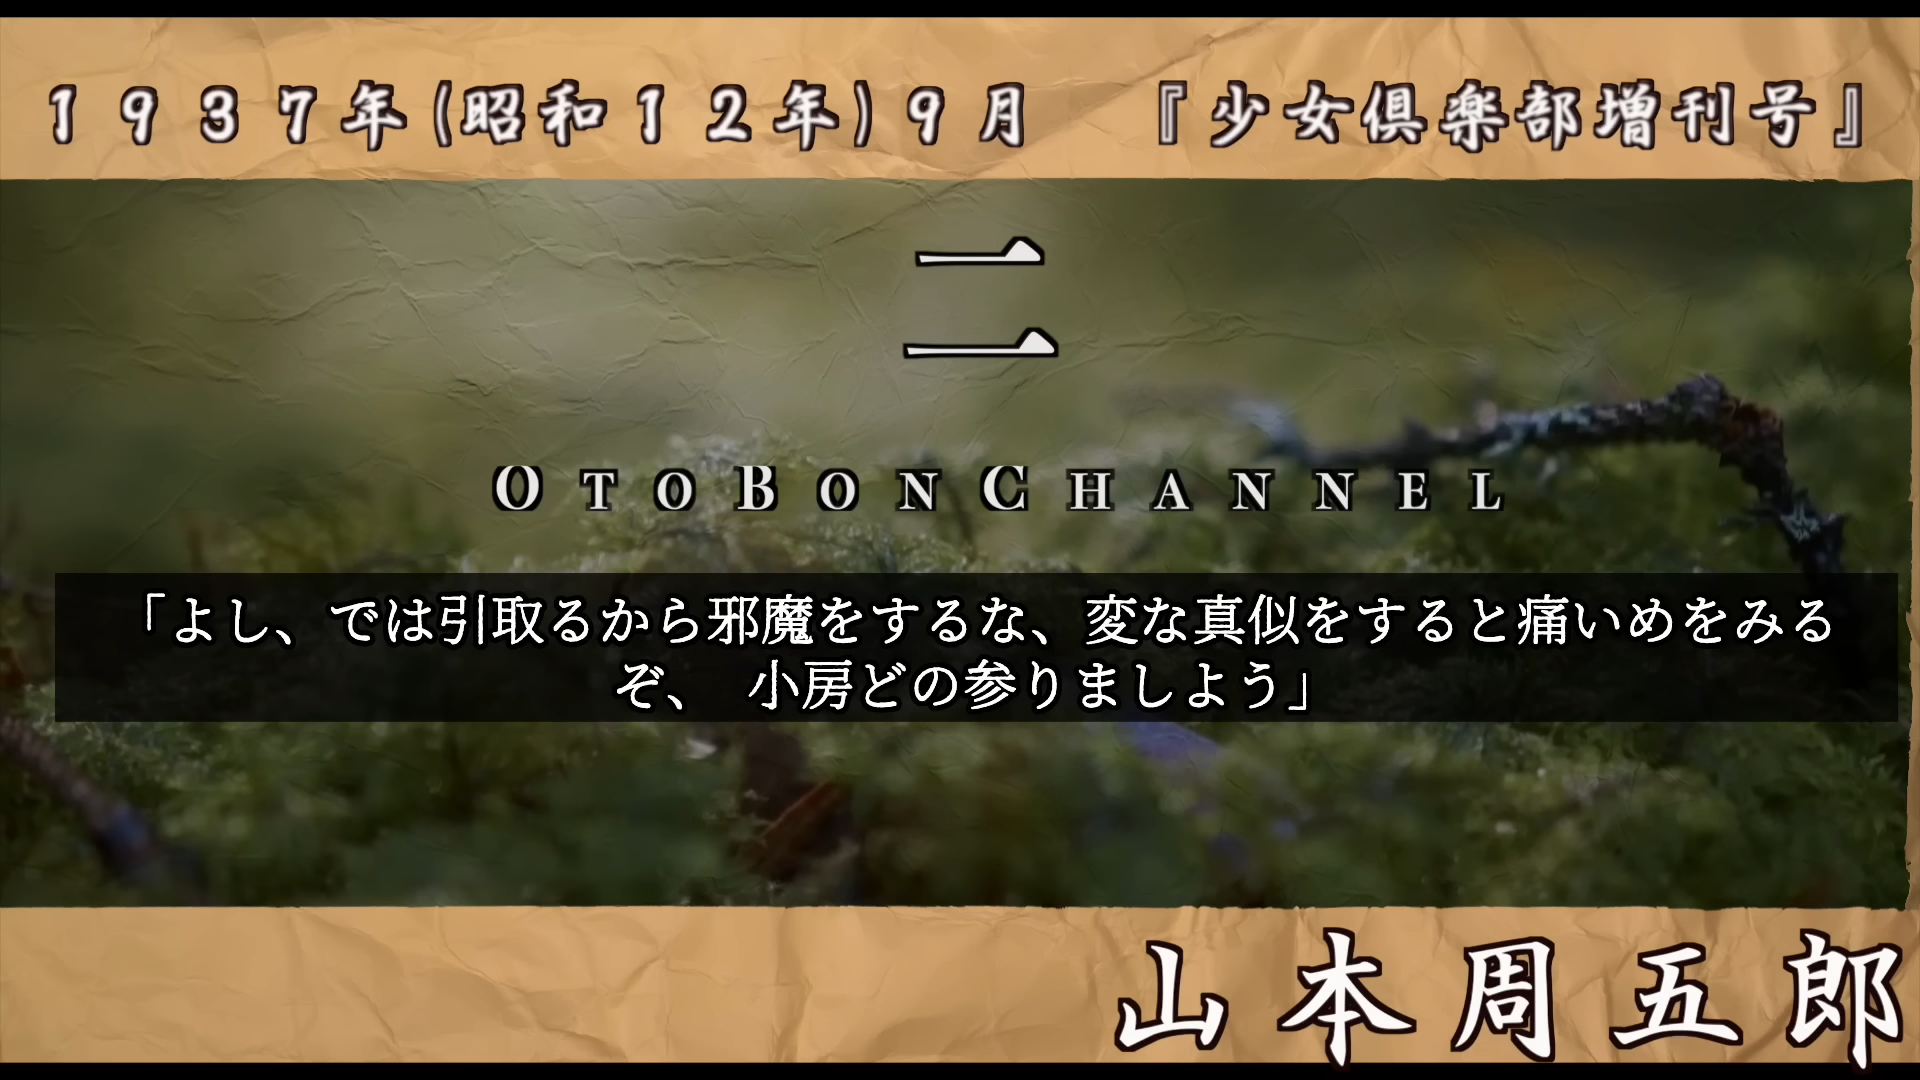 １９３７年(昭和１２年)９月　『少女倶楽部増刊号』
二
OTOBONCHANNEL
「よし、では引取るから邪魔をするな、変な真似をすると痛いめをみる
ぞ、　小房どの参りましよう」
山本周五郎